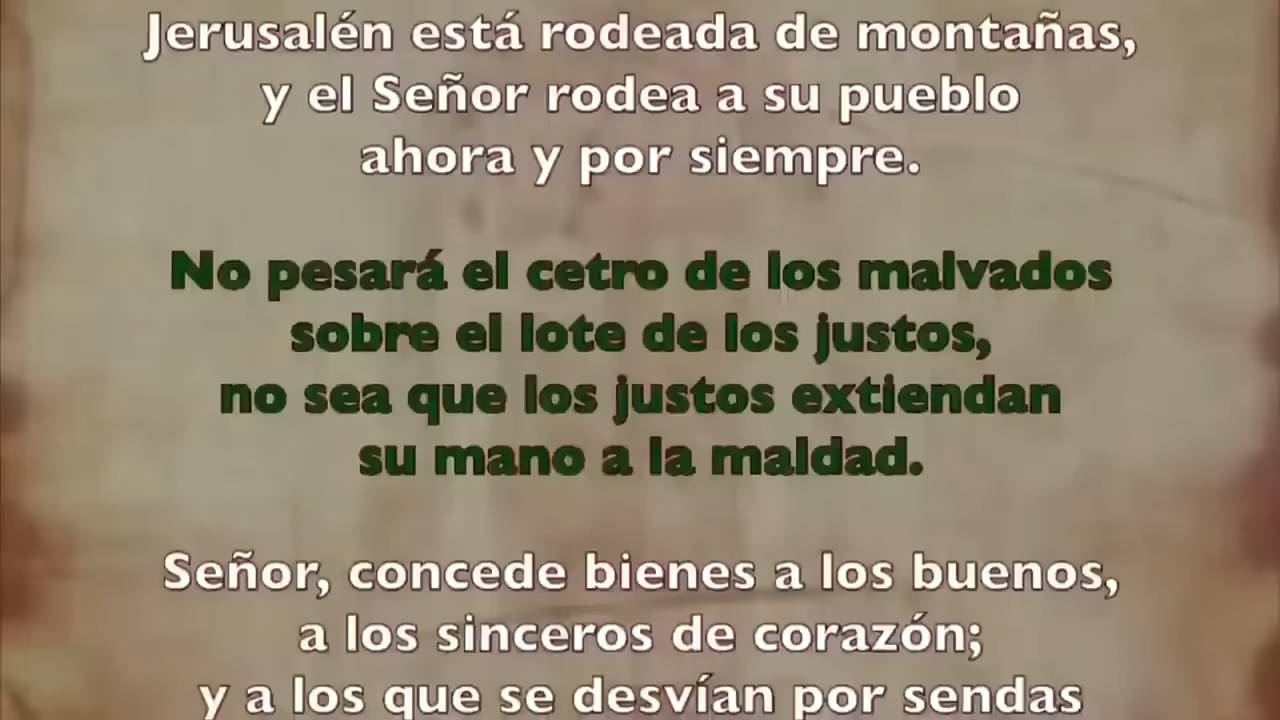 Jerusalén está rodeada de montañas,
y el Señor rodea a su pueblo
ahora y por siempre.
No pesará el cetro de los malvados
sobre el lote de los justos,
no sea que los justos extiendan
su mano a la maldad.
Señor, concede bienes a los buenos,
a los sinceros de corazón;
y a los que se desvían por sendas